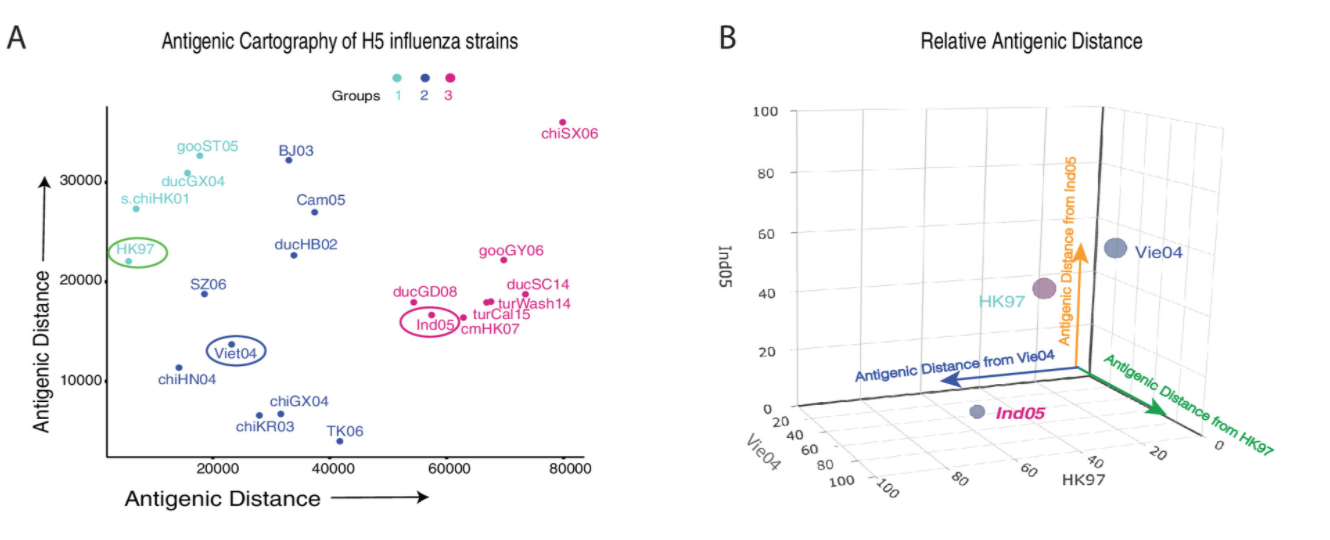 A
Antigenic Cartography of H5 influenza strains
Groups 1 2 3
Antigenic Distance
30000
20000
10000
20000 40000 60000 80000
Antigenic Distance
chiSX06
gooST05
BJ03
ducGX04
s.chiHK01
Cam05
HK97
ducHB02
gooGY06
SZ06
ducSC14
ducGD08
turWash14
turCal15
Ind05
cmHK07
Viet04
chiHN04
chiGX04
chiKR03
TK06
B
Relative Antigenic Distance
100
80
60
40
20
0
Ind05
Antigenic Distance from Ind05
Vie04
HK97
Antigenic Distance from Vie04
Antigenic Distance from HK97
Ind05
20
40
60
80
100
Vie04
100
80
60
40
20
0
HK97